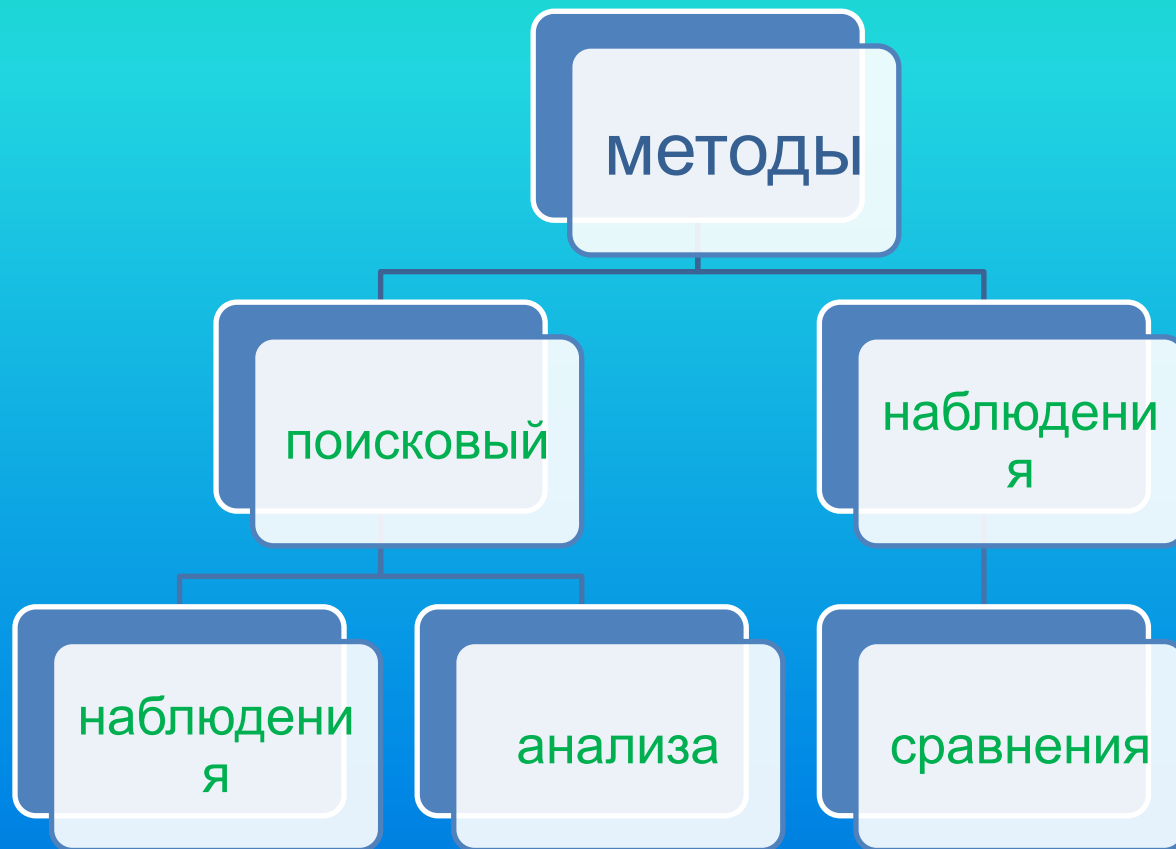 методы
поисковый
наблюдени
я
наблюдени
я
анализа
сравнения